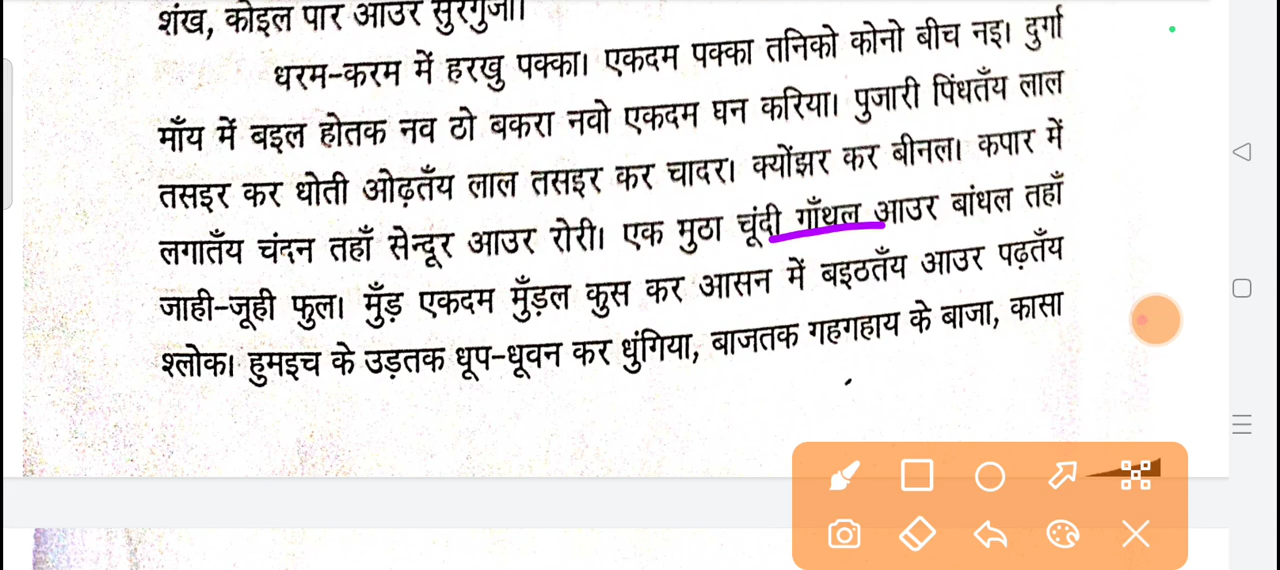 शंख, कोइल पार आउर सुरगुजा।
धरम-करम में हरखु पक्का। एकदम पक्का तनिको कोनो बीच नइ। दुर्गा
माँय में बइल होतक नव ठो बकरा नवो एकदम घन करिया। पुजारी पिंधतँय लाल
तसइर कर धोती ओढ़तँय लाल तसइर कर चादर। क्योंझर कर बीनल। कपार में
लगातँय चंदन तहाँ सेन्दूर आउर रोरी। एक मुठा चूंदी गाँथल आउर बांधल तहाँ
जाही-जूही फुल। मुँड़ एकदम मुँड़ल कुस कर आसन में बइठतँय आउर पढ़तँय
श्लोक। हुमइच के उड़तक धूप-धूवन कर धुंगिया, बाजतक गहगहाय के बाजा, कासा